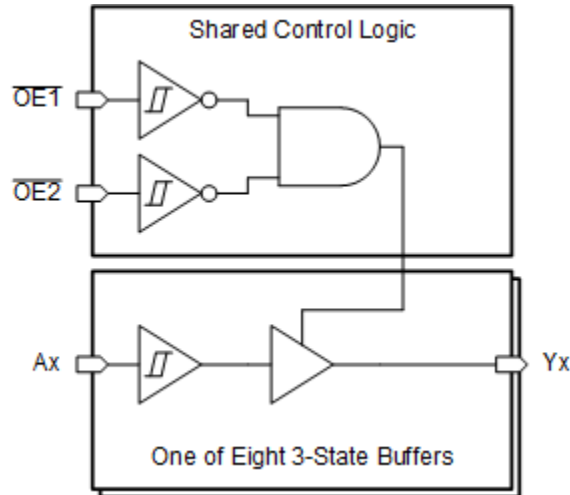 Shared Control Logic
OE1
OE2
Ax
Yx
One of Eight 3-State Buffers